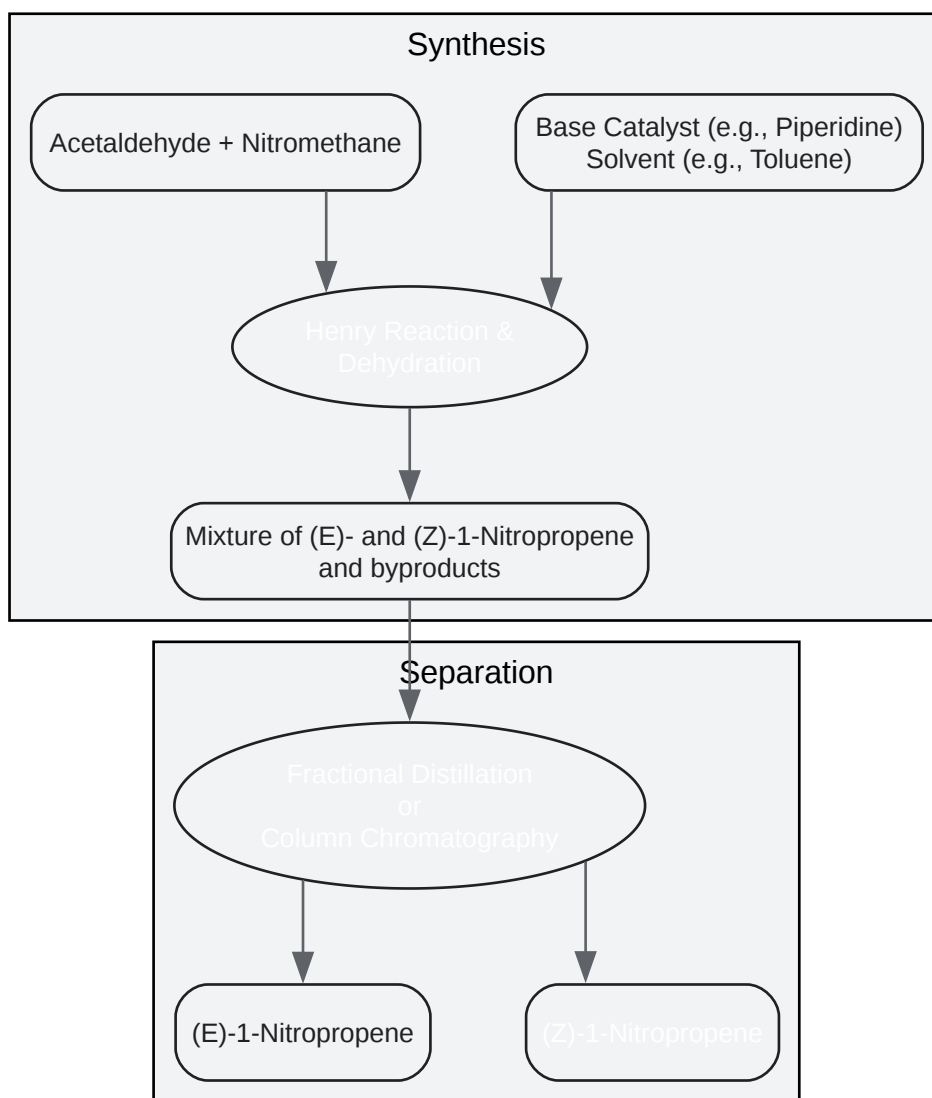 Synthesis
Acetaldehyde + Nitromethane
Base Catalyst (e.g., Piperidine)
Solvent (e.g., Toluene)
Henry Reaction &
Dehydration
Mixture of (E)- and (Z)-1-Nitropropene
and byproducts
Separation
Fractional Distillation
or
Column Chromatography
(E)-1-Nitropropene
(Z)-1-Nitropropene